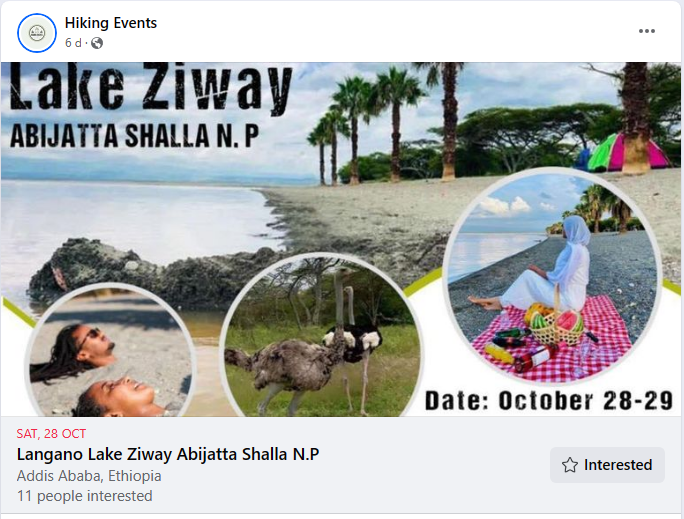 Hiking Events
6 d
Lake Ziway
ABIJATTA SHALLA N. P
Date: October 28-29
SAT, 28 OCT
Langano Lake Ziway Abijatta Shalla N.P
Addis Ababa, Ethiopia
11 people interested
Interested